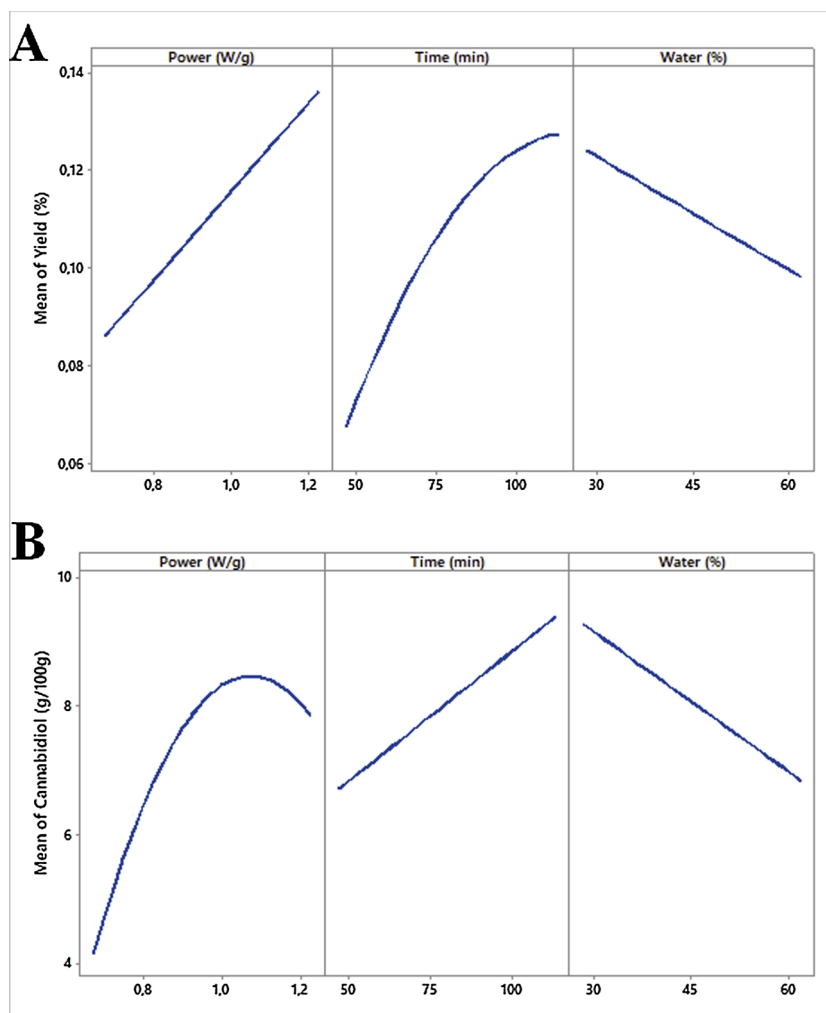 A
Power (W/g) Time (min) Water (%)
0,14
0,12
0,10
0,08
0,06
Mean of Yield (%)
0,8 1,0 1,2 50 75 100 30 45 60
B
Power (W/g) Time (min) Water (%)
10
8
6
4
Mean of Cannabidiol (g/100g)
0,8 1,0 1,2 50 75 100 30 45 60